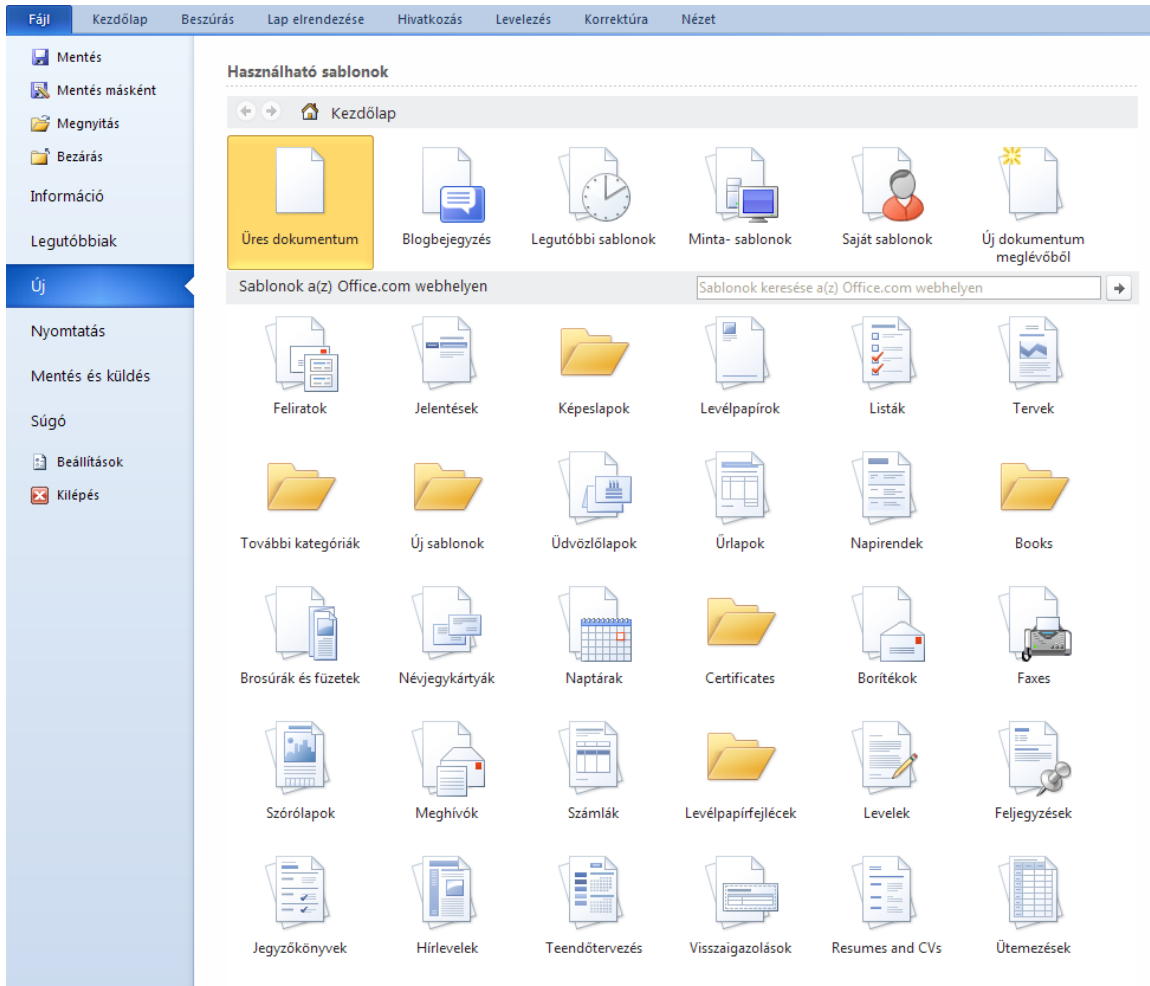 Fájl Kezdőlap Beszúrás Lap elrendezése Hivatkozás Levelezés Korrektúra Nézet
Mentés
Mentés másként
Megnyitás
Bezárás
Információ
Legutóbbiak
Új
Nyomtatás
Mentés és küldés
Súgó
Beállítások
Kilépés
Használható sablonok
Kezdőlap
Üres dokumentum Blogbejegyzés Legutóbbi sablonok Minta- sablonok Saját sablonok Új dokumentum
meglévőből
Sablonok a(z) Office.com webhelyen Sablonok keresése a(z) Office.com webhelyen
Feliratok Jelentések Képeslapok Levélpapírok Listák Tervek
További kategóriák Új sablonok Üdvözlőlapok Űrlapok Napirendek Books
Brosúrák és füzetek Névjegykártyák Naptárak Certificates Borítékok Faxes
Szórólapok Meghívók Számlák Levélpapírfejlécek Levelek Feljegyzések
Jegyzőkönyvek Hírlevelek Teendőtervezés Visszaigazolások Resumes and CVs Ütemezések